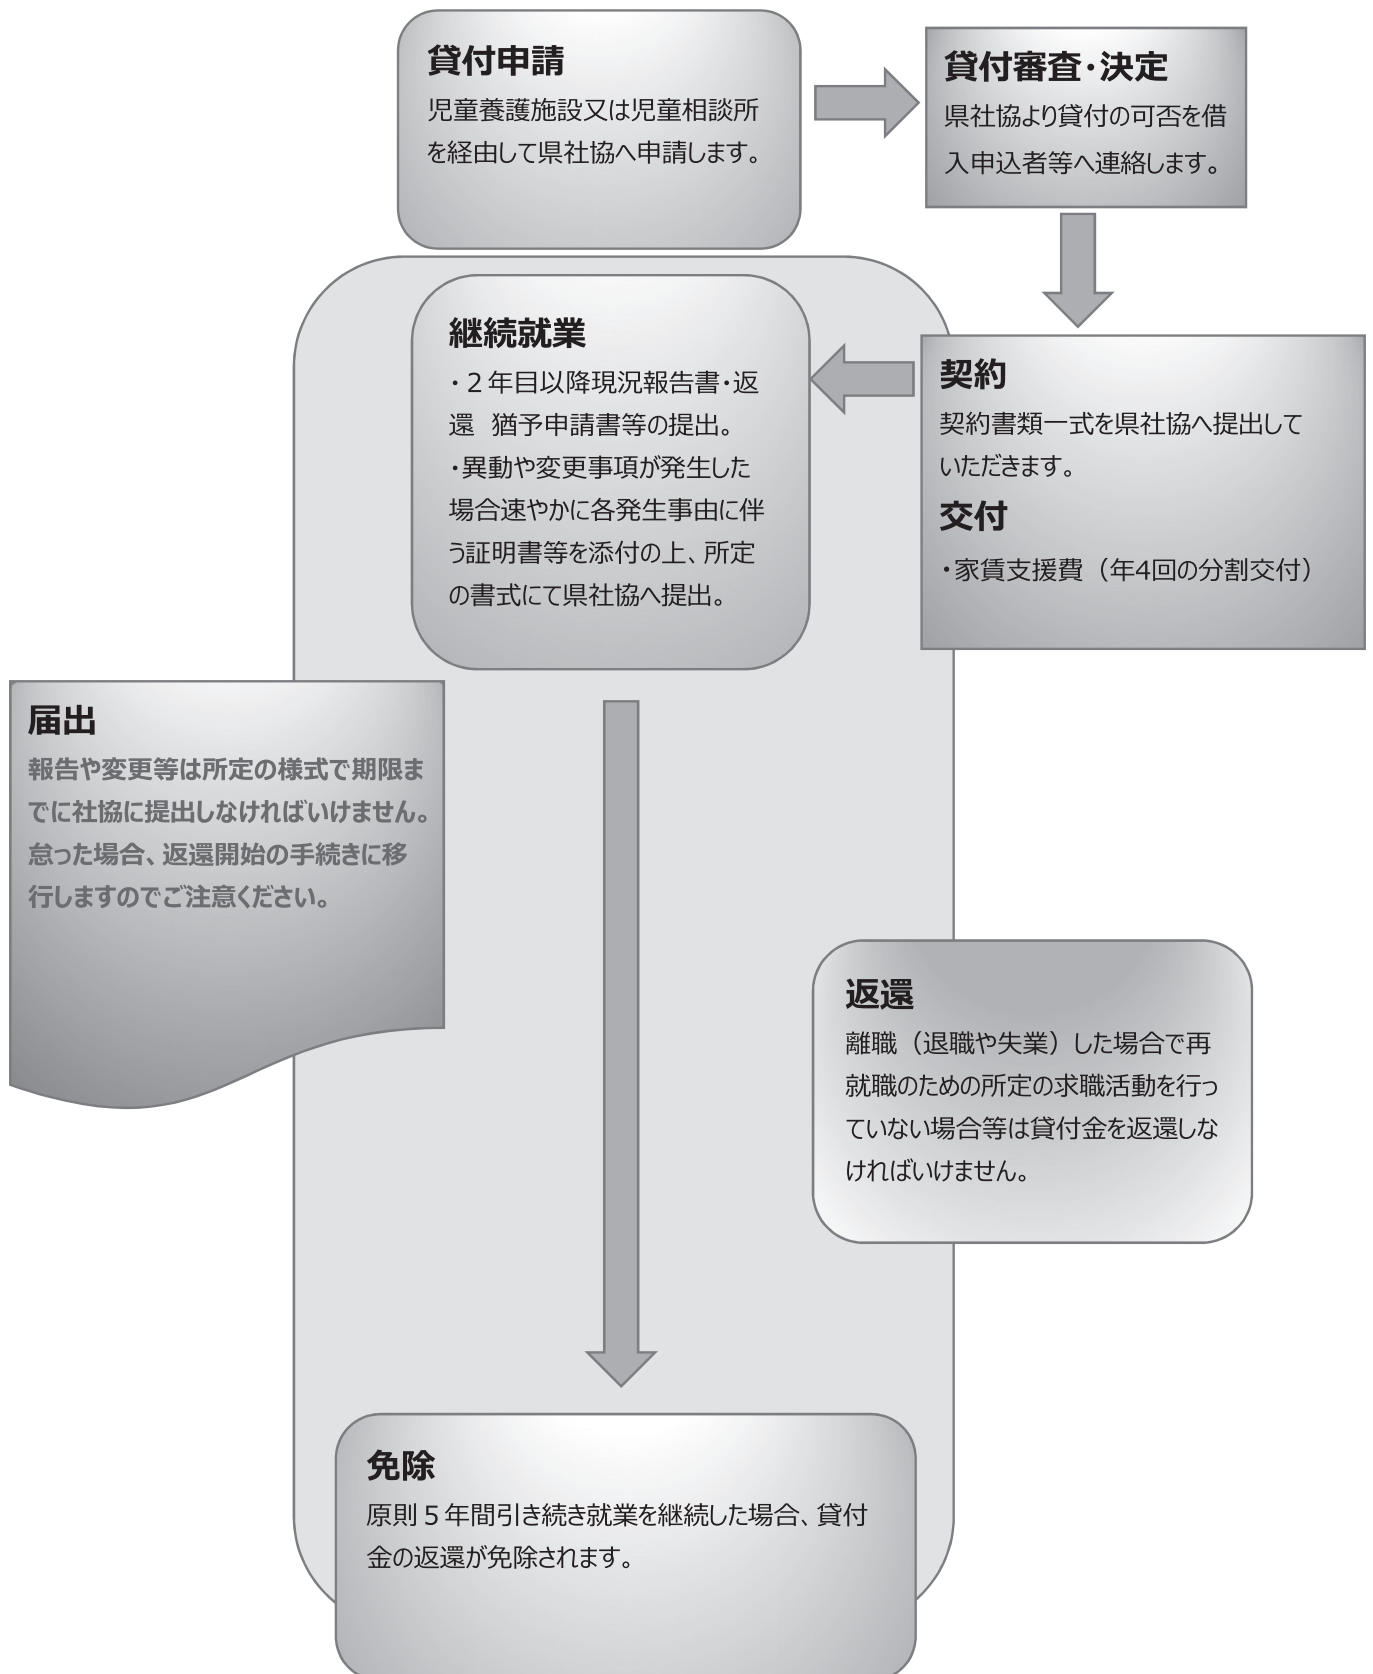 貸付申請
児童養護施設又は児童相談所
を経由して県社協へ申請します。
貸付審査・決定
県社協より貸付の可否を借
入申込者等へ連絡します。
契約
契約書類一式を県社協へ提出して
いただきます。
交付
・家賃支援費（年4回の分割交付）
継続就業
・２年目以降現況報告書・返
還　猶予申請書等の提出。
・異動や変更事項が発生した
場合速やかに各発生事由に伴
う証明書等を添付の上、所定
の書式にて県社協へ提出。
届出
報告や変更等は所定の様式で期限ま
でに社協に提出しなければいけません。
怠った場合、返還開始の手続きに移
行しますのでご注意ください。
返還
離職（退職や失業）した場合で再
就職のための所定の求職活動を行っ
ていない場合等は貸付金を返還しな
ければいけません。
免除
原則５年間引き続き就業を継続した場合、貸付
金の返還が免除されます。